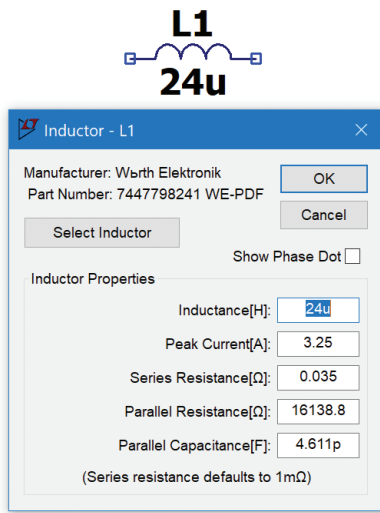 L1
24u
Inductor - L1
Manufacturer: Wьrth Elektronik
Part Number: 7447798241 WE-PDF
OK
Cancel
Select Inductor
Show Phase Dot
Inductor Properties
Inductance[H]: 24u
Peak Current[A]: 3.25
Series Resistance[Ω]: 0.035
Parallel Resistance[Ω]: 16138.8
Parallel Capacitance[F]: 4.611p
(Series resistance defaults to 1mΩ)